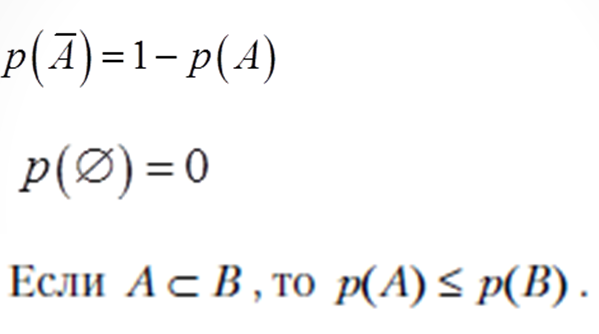 p(A̅) = 1 − p(A)
p(∅) = 0
Если A ⊂ B, то p(A) ≤ p(B).